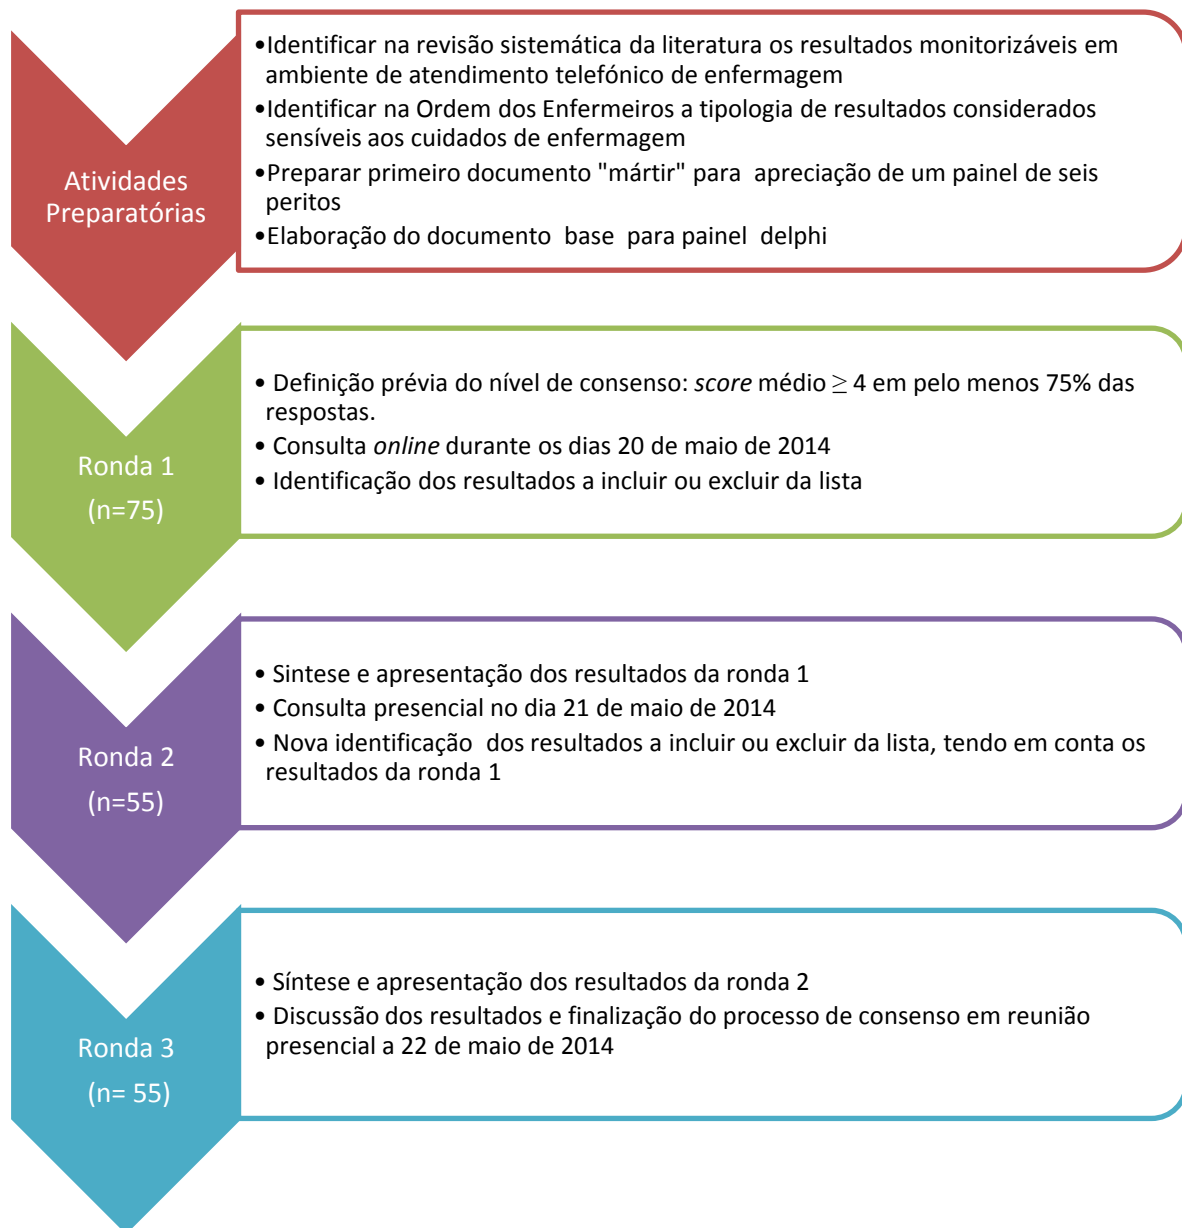 Atividades
Preparatórias
•Identificar na revisão sistemática da literatura os resultados monitorizáveis em
ambiente de atendimento telefónico de enfermagem
•Identificar na Ordem dos Enfermeiros a tipologia de resultados considerados
sensíveis aos cuidados de enfermagem
•Preparar primeiro documento "mártir" para apreciação de um painel de seis
peritos
•Elaboração do documento base para painel delphi
Ronda 1
(n=75)
• Definição prévia do nível de consenso: score médio ≥ 4 em pelo menos 75% das
respostas.
• Consulta online durante os dias 20 de maio de 2014
• Identificação dos resultados a incluir ou excluir da lista
Ronda 2
(n=55)
• Sintese e apresentação dos resultados da ronda 1
• Consulta presencial no dia 21 de maio de 2014
• Nova identificação dos resultados a incluir ou excluir da lista, tendo em conta os
resultados da ronda 1
Ronda 3
(n= 55)
• Síntese e apresentação dos resultados da ronda 2
• Discussão dos resultados e finalização do processo de consenso em reunião
presencial a 22 de maio de 2014